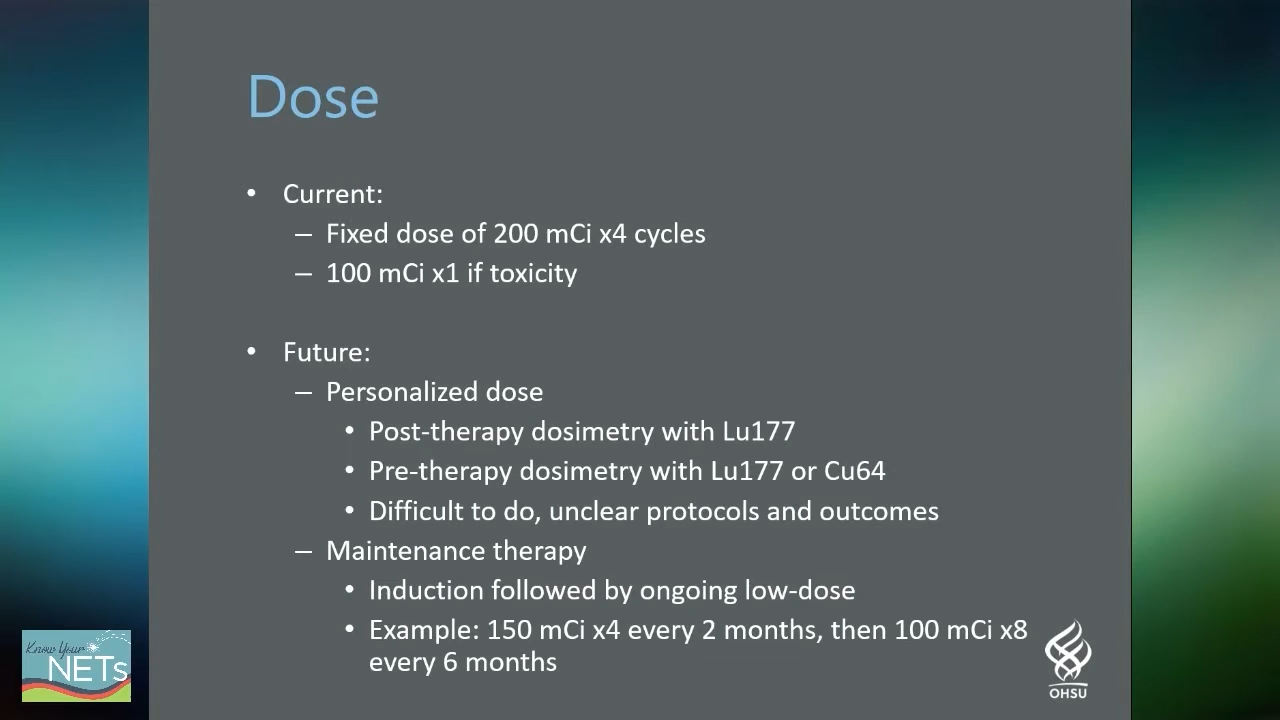 Dose
• Current:
– Fixed dose of 200 mCi x4 cycles
– 100 mCi x1 if toxicity
• Future:
– Personalized dose
• Post-therapy dosimetry with Lu177
• Pre-therapy dosimetry with Lu177 or Cu64
• Difficult to do, unclear protocols and outcomes
– Maintenance therapy
• Induction followed by ongoing low-dose
• Example: 150 mCi x4 every 2 months, then 100 mCi x8
every 6 months
Know Your
NETs
OHSU